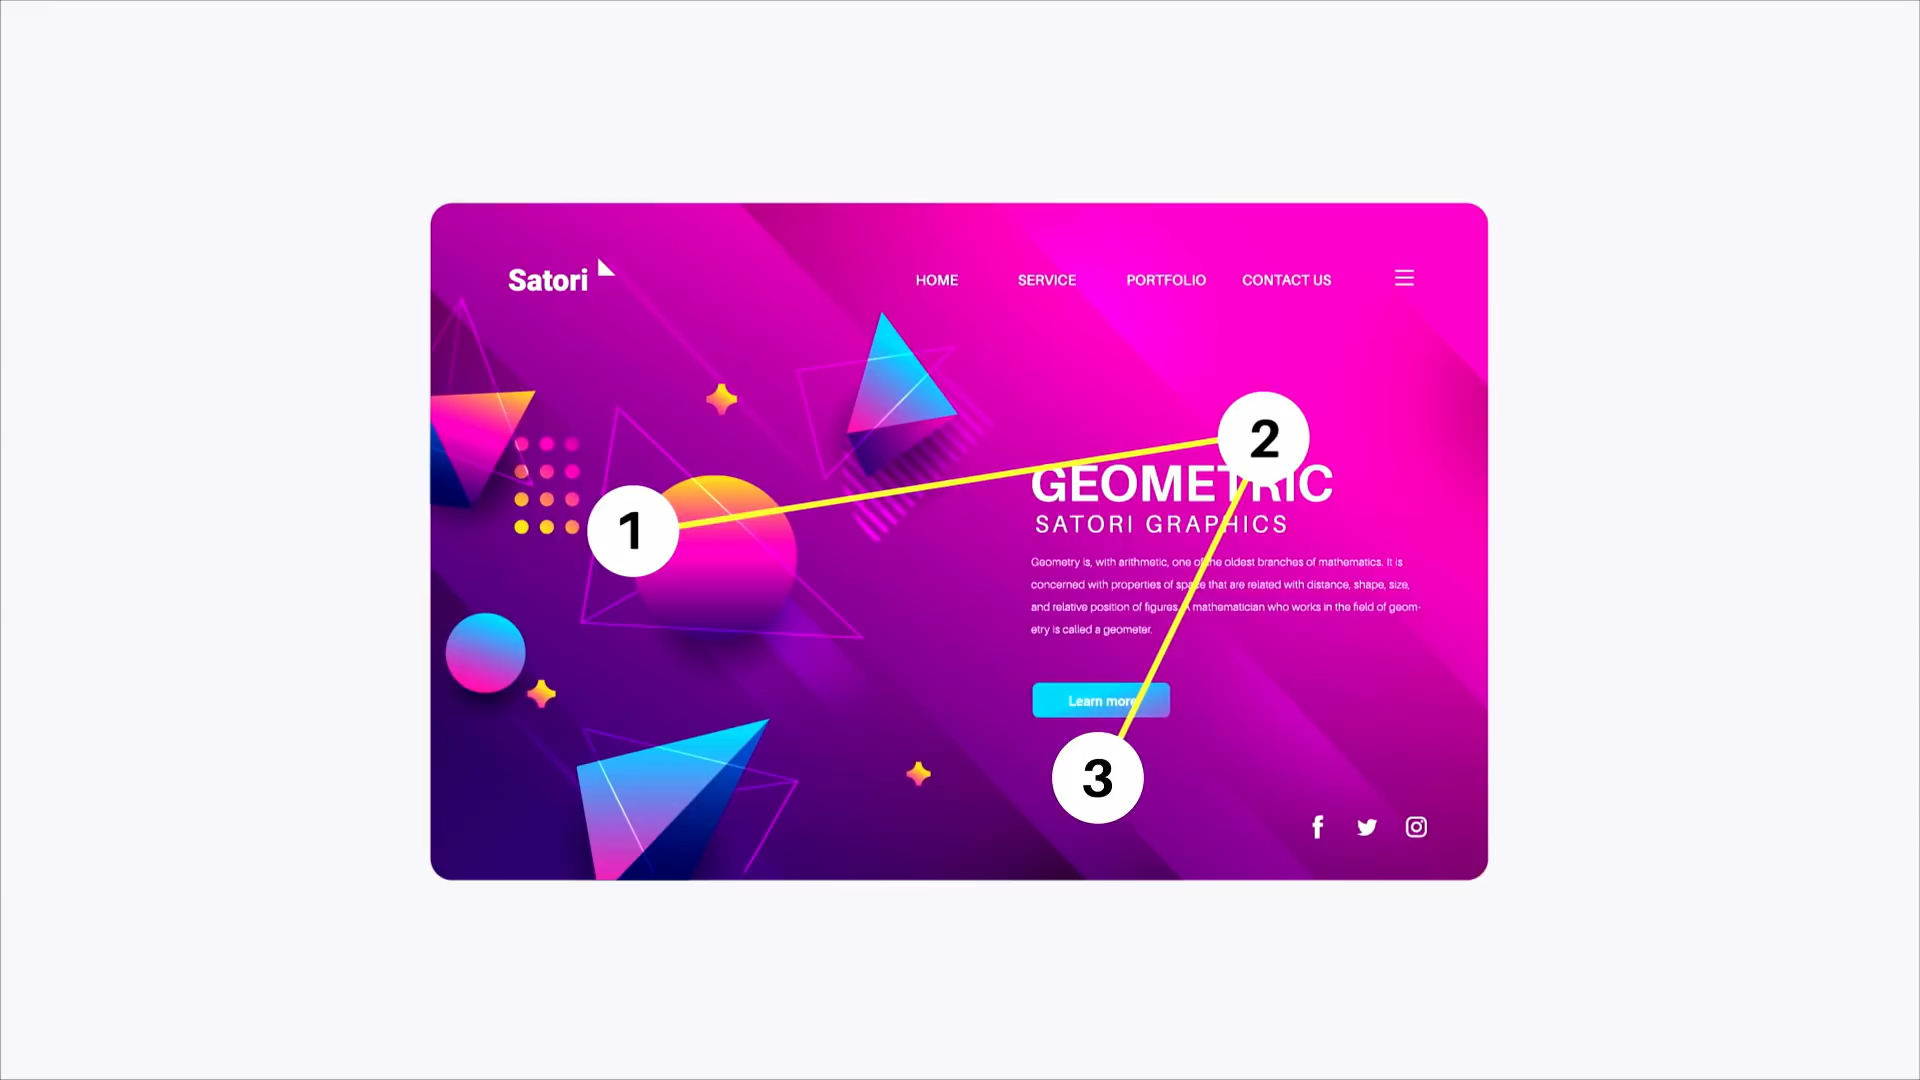 Satori
HOME SERVICE PORTFOLIO CONTACT US
1
2
3
GEOMETRIC
SATORI GRAPHICS
Geometry is, with arithmetic, one of the oldest branches of mathematics. It is
concerned with properties of space that are related with distance, shape, size,
and relative position of figures. A mathematician who works in the field of geom-
etry is called a geometer.
Learn more